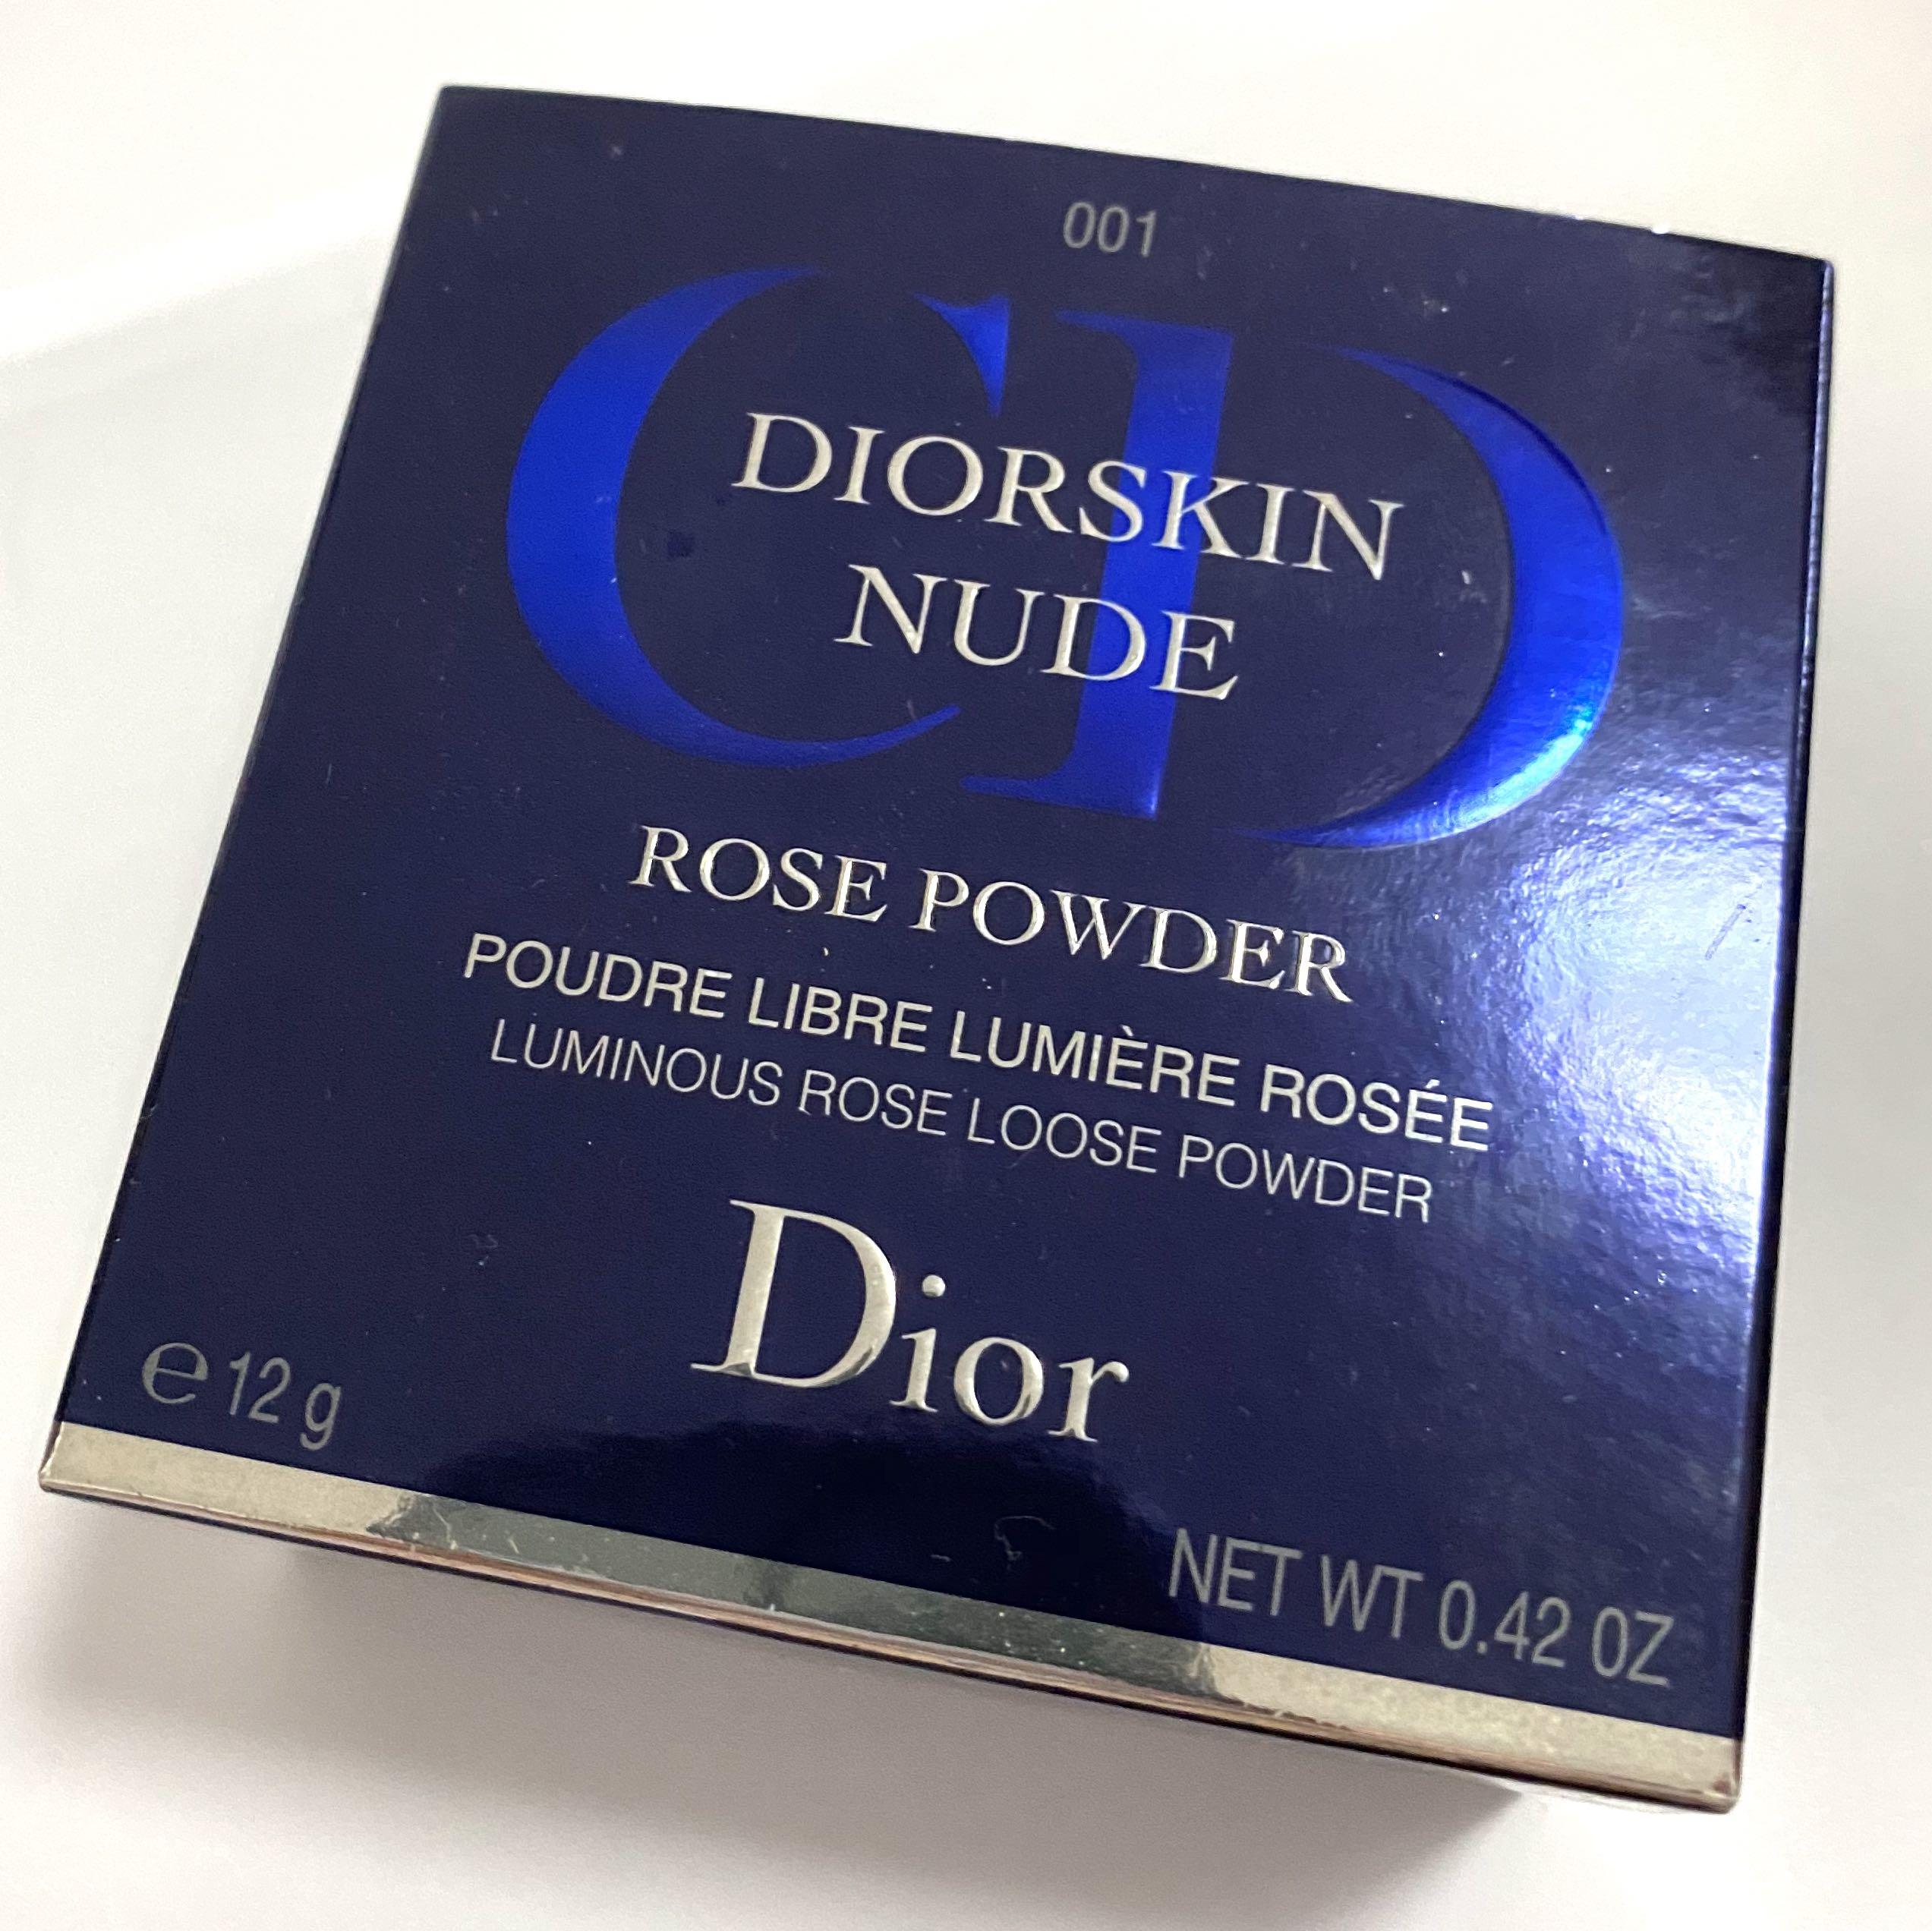 001
CD
DIORSKIN
NUDE
ROSE POWDER
POUDRE LIBRE LUMIÈRE ROSÉE
LUMINOUS ROSE LOOSE POWDER
Dior
℮ 12 g
NET WT 0.42 OZ